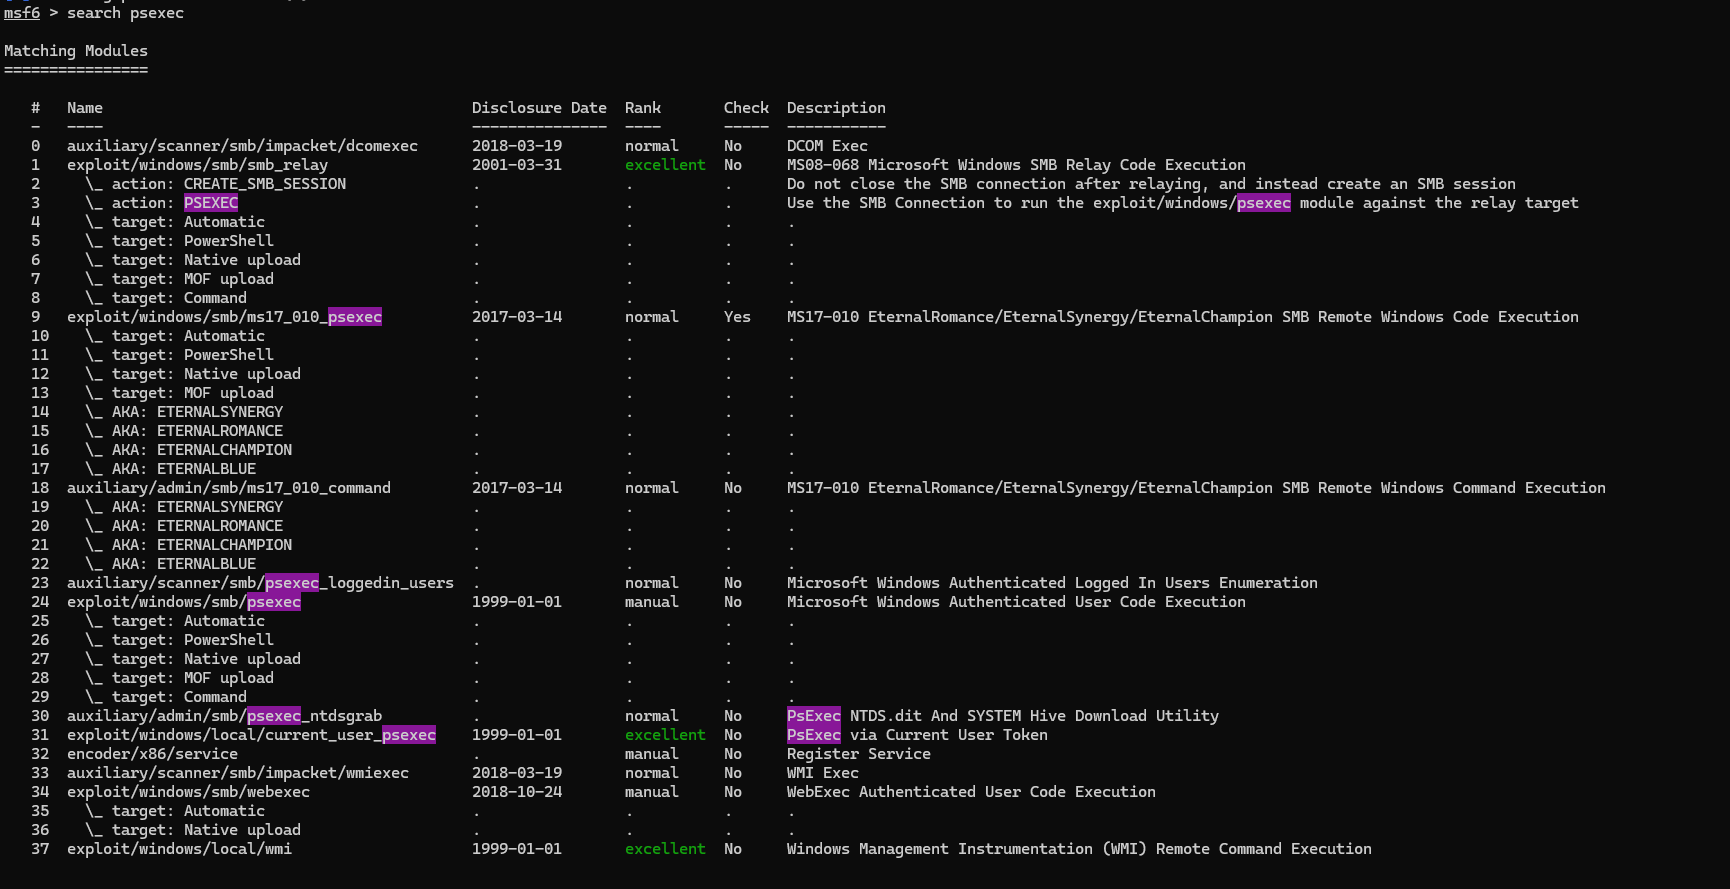 msf6 > search psexec
Matching Modules
================
#   Name                                           Disclosure Date  Rank       Check  Description
-   ----                                           ---------------  ----       -----  -----------
0   auxiliary/scanner/smb/impacket/dcomexec        2018-03-19       normal     No     DCOM Exec
1   exploit/windows/smb/smb_relay                  2001-03-31       excellent  No     MS08-068 Microsoft Windows SMB Relay Code Execution
2     \_ action: CREATE_SMB_SESSION                .                .          .      Do not close the SMB connection after relaying, and instead create an SMB session
3     \_ action: PSEXEC                            .                .          .      Use the SMB Connection to run the exploit/windows/psexec module against the relay target
4     \_ target: Automatic                         .                .          .      .
5     \_ target: PowerShell                        .                .          .      .
6     \_ target: Native upload                     .                .          .      .
7     \_ target: MOF upload                        .                .          .      .
8     \_ target: Command                           .                .          .      .
9   exploit/windows/smb/ms17_010_psexec            2017-03-14       normal     Yes    MS17-010 EternalRomance/EternalSynergy/EternalChampion SMB Remote Windows Code Execution
10    \_ target: Automatic                         .                .          .      .
11    \_ target: PowerShell                        .                .          .      .
12    \_ target: Native upload                     .                .          .      .
13    \_ target: MOF upload                        .                .          .      .
14    \_ AKA: ETERNALSYNERGY                       .                .          .      .
15    \_ AKA: ETERNALROMANCE                       .                .          .      .
16    \_ AKA: ETERNALCHAMPION                      .                .          .      .
17    \_ AKA: ETERNALBLUE                          .                .          .      .
18  auxiliary/admin/smb/ms17_010_command           2017-03-14       normal     No     MS17-010 EternalRomance/EternalSynergy/EternalChampion SMB Remote Windows Command Execution
19    \_ AKA: ETERNALSYNERGY                       .                .          .      .
20    \_ AKA: ETERNALROMANCE                       .                .          .      .
21    \_ AKA: ETERNALCHAMPION                      .                .          .      .
22    \_ AKA: ETERNALBLUE                          .                .          .      .
23  auxiliary/scanner/smb/psexec_loggedin_users    .                normal     No     Microsoft Windows Authenticated Logged In Users Enumeration
24  exploit/windows/smb/psexec                     1999-01-01       manual     No     Microsoft Windows Authenticated User Code Execution
25    \_ target: Automatic                         .                .          .      .
26    \_ target: PowerShell                        .                .          .      .
27    \_ target: Native upload                     .                .          .      .
28    \_ target: MOF upload                        .                .          .      .
29    \_ target: Command                           .                .          .      .
30  auxiliary/admin/smb/psexec_ntdsgrab            .                normal     No     PsExec NTDS.dit And SYSTEM Hive Download Utility
31  exploit/windows/local/current_user_psexec      1999-01-01       excellent  No     PsExec via Current User Token
32  encoder/x86/service                            .                manual     No     Register Service
33  auxiliary/scanner/smb/impacket/wmiexec         2018-03-19       normal     No     WMI Exec
34  exploit/windows/smb/webexec                    2018-10-24       manual     No     WebExec Authenticated User Code Execution
35    \_ target: Automatic                         .                .          .      .
36    \_ target: Native upload                     .                .          .      .
37  exploit/windows/local/wmi                      1999-01-01       excellent  No     Windows Management Instrumentation (WMI) Remote Command Execution